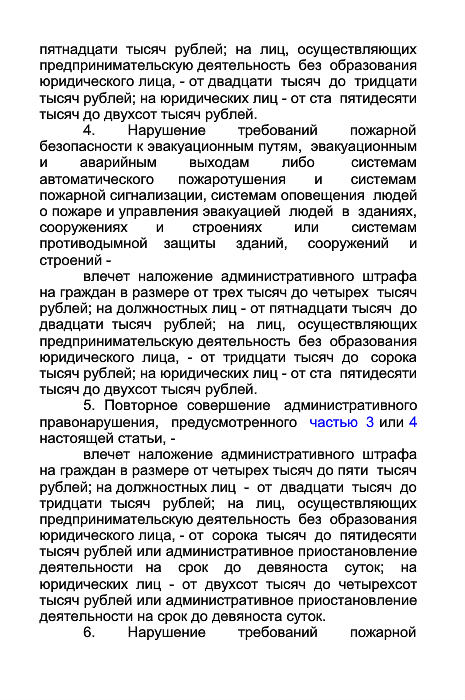 пятнадцати тысяч рублей; на лиц, осуществляющих
предпринимательскую деятельность без образования
юридического лица, - от двадцати тысяч до тридцати
тысяч рублей; на юридических лиц - от ста пятидесяти
тысяч до двухсот тысяч рублей.
4. Нарушение требований пожарной
безопасности к эвакуационным путям, эвакуационным
и аварийным выходам либо системам
автоматического пожаротушения и системам
пожарной сигнализации, системам оповещения людей
о пожаре и управления эвакуацией людей в зданиях,
сооружениях и строениях или системам
противодымной защиты зданий, сооружений и
строений -
влечет наложение административного штрафа
на граждан в размере от трех тысяч до четырех тысяч
рублей; на должностных лиц - от пятнадцати тысяч до
двадцати тысяч рублей; на лиц, осуществляющих
предпринимательскую деятельность без образования
юридического лица, - от тридцати тысяч до сорока
тысяч рублей; на юридических лиц - от ста пятидесяти
тысяч до двухсот тысяч рублей.
5. Повторное совершение административного
правонарушения, предусмотренного частью 3 или 4
настоящей статьи, -
влечет наложение административного штрафа
на граждан в размере от четырех тысяч до пяти тысяч
рублей; на должностных лиц - от двадцати тысяч до
тридцати тысяч рублей; на лиц, осуществляющих
предпринимательскую деятельность без образования
юридического лица, - от сорока тысяч до пятидесяти
тысяч рублей или административное приостановление
деятельности на срок до девяноста суток; на
юридических лиц - от двухсот тысяч до четырехсот
тысяч рублей или административное приостановление
деятельности на срок до девяноста суток.
6. Нарушение требований пожарной